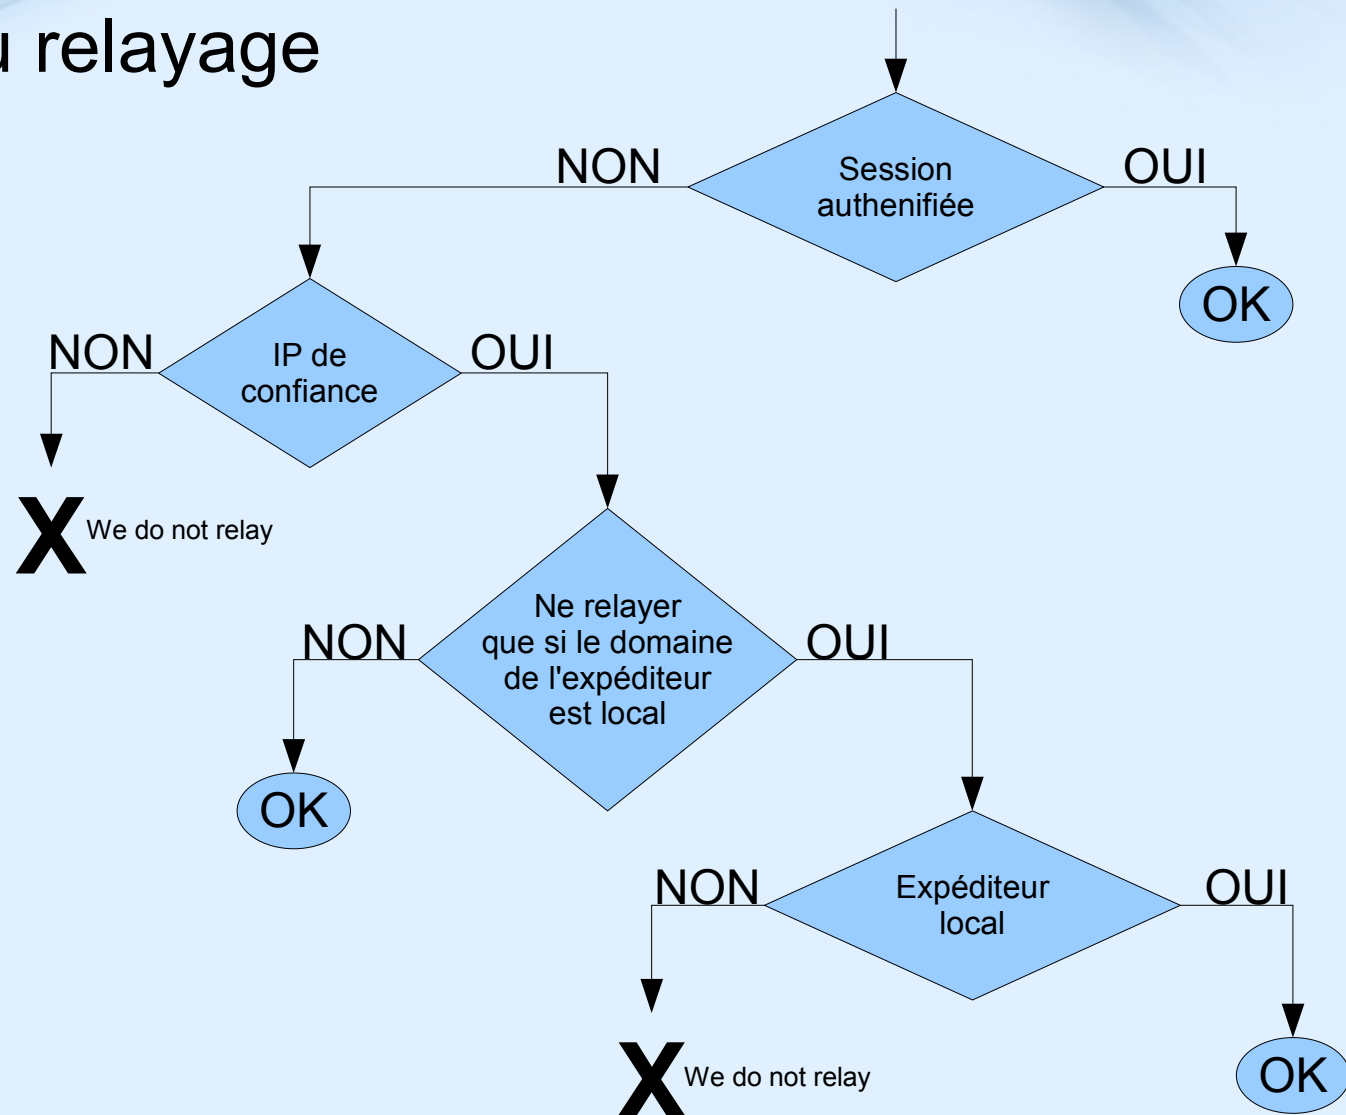 u relayage
NON
Session
authenifiée
OUI
OK
NON
IP de
confiance
OUI
X
We do not relay
NON
Ne relayer
que si le domaine
de l'expéditeur
est local
OUI
OK
NON
Expéditeur
local
OUI
X
We do not relay
OK